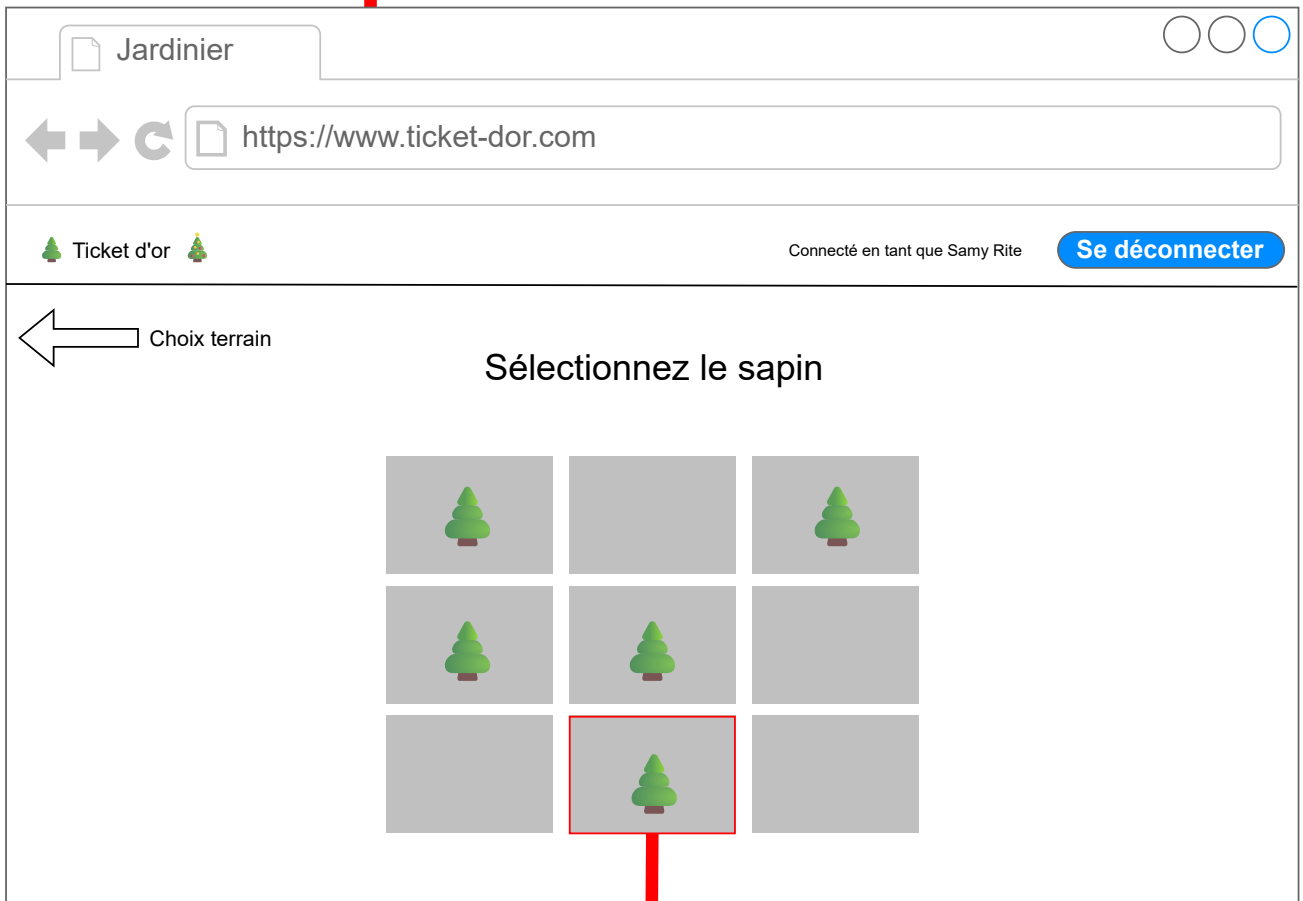 Jardinier
https://www.ticket-dor.com
Ticket d'or
Connecté en tant que Samy Rite
Se déconnecter
Choix terrain
Sélectionnez le sapin